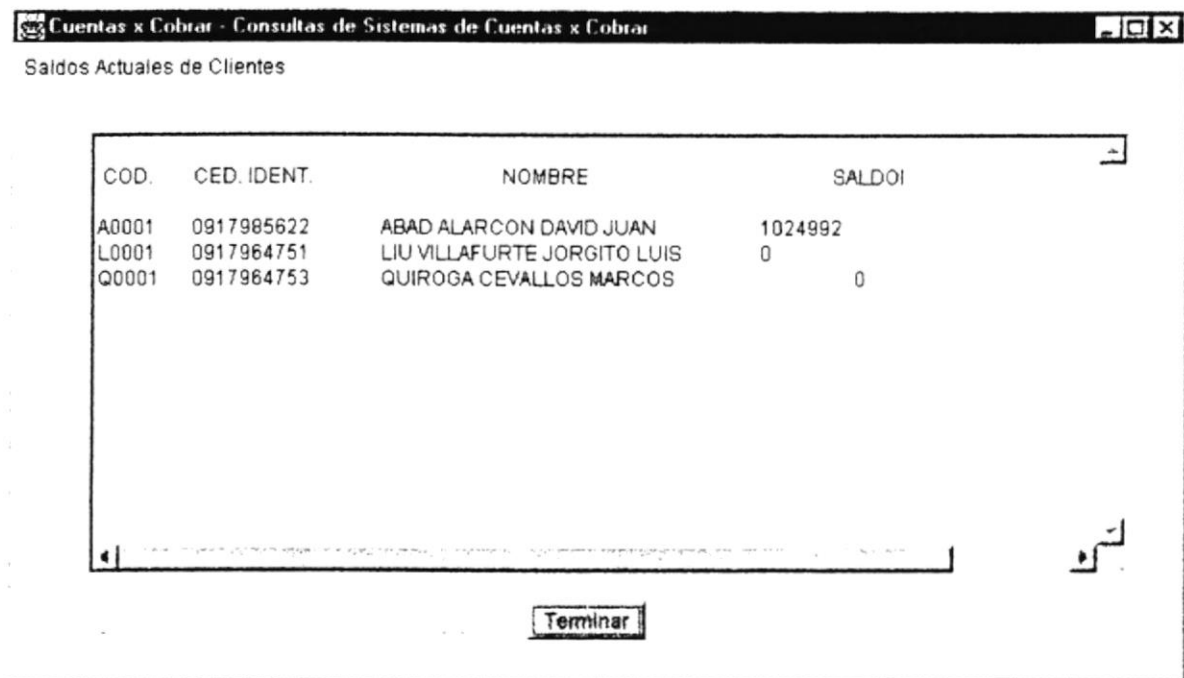 Cuentas x Cobrar - Consultas de Sistemas de Cuentas x Cobrar
Saldos Actuales de Clientes
COD. CED. IDENT. NOMBRE SALDOI
A0001 0917985622 ABAD ALARCON DAVID JUAN 1024992
L0001 0917964751 LIU VILLAFURTE JORGITO LUIS 0
Q0001 0917964753 QUIROGA CEVALLOS MARCOS 0
Terminar